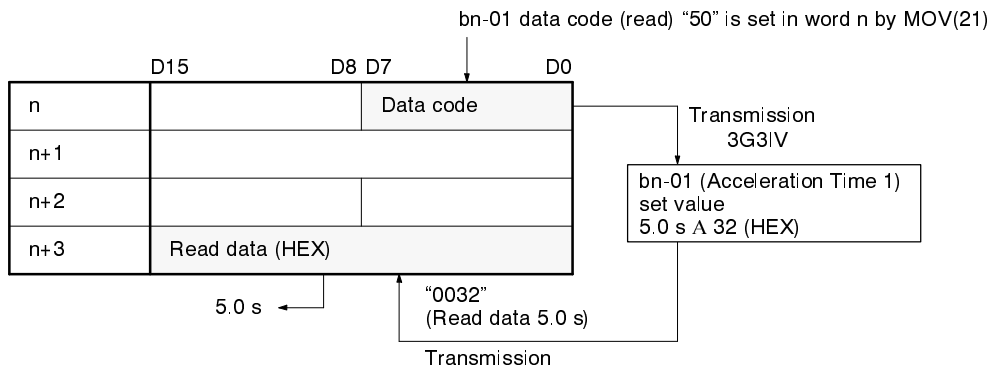 bn-01 data code (read) “50” is set in word n by MOV(21)
D15 D8 D7 D0
n Data code
Transmission
3G3IV
n+1
bn-01 (Acceleration Time 1)
set value
5.0 s A 32 (HEX)
n+2
n+3 Read data (HEX)
5.0 s
“0032”
(Read data 5.0 s)
Transmission